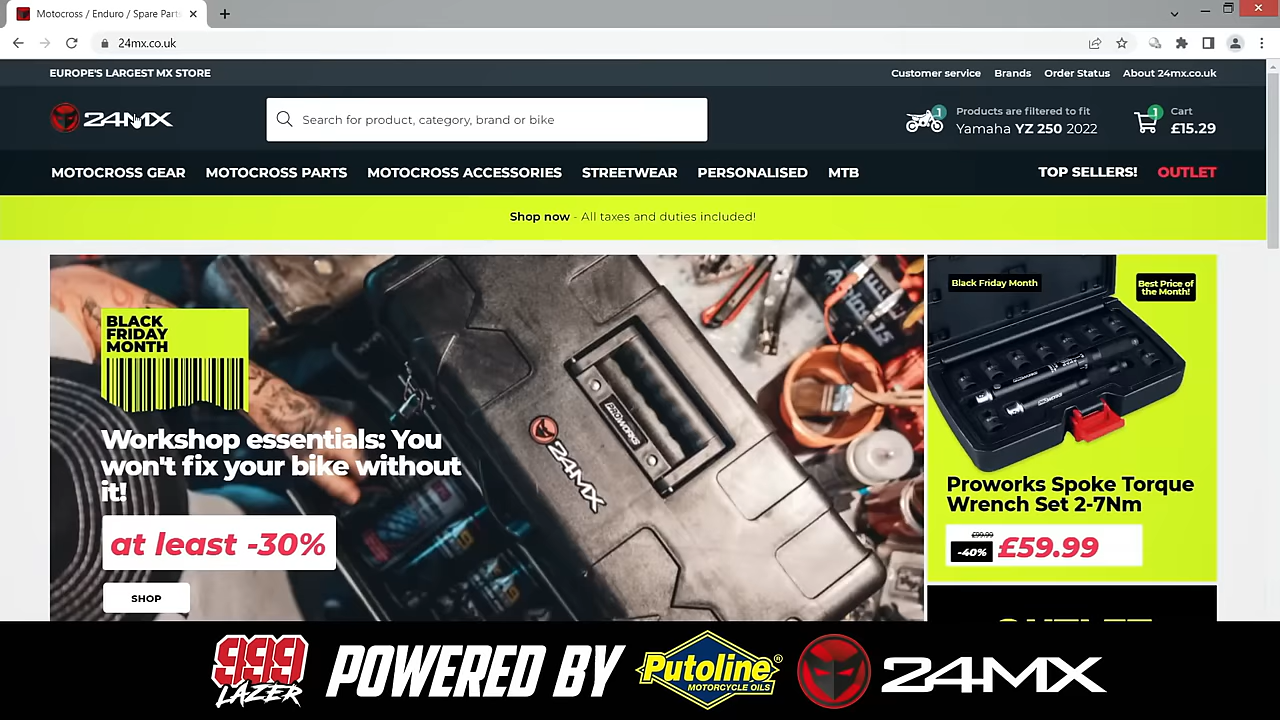 Motocross / Enduro / Spare Part
24mx.co.uk
EUROPE'S LARGEST MX STORE
Customer service
Brands
Order Status
About 24mx.co.uk
24MX
Search for product, category, brand or bike
1
Products are filtered to fit
Yamaha YZ 250 2022
1
Cart
£15.29
MOTOCROSS GEAR
MOTOCROSS PARTS
MOTOCROSS ACCESSORIES
STREETWEAR
PERSONALISED
MTB
TOP SELLERS!
OUTLET
Shop now - All taxes and duties included!
BLACK
FRIDAY
MONTH
Workshop essentials: You
won't fix your bike without
it!
at least -30%
SHOP
PROWORKS
24MX
Black Friday Month
Best Price of
the Month!
Proworks Spoke Torque
Wrench Set 2-7Nm
£99.99
-40%
£59.99
999
LAZER
POWERED BY
Putoline®
MOTORCYCLE OILS
24MX